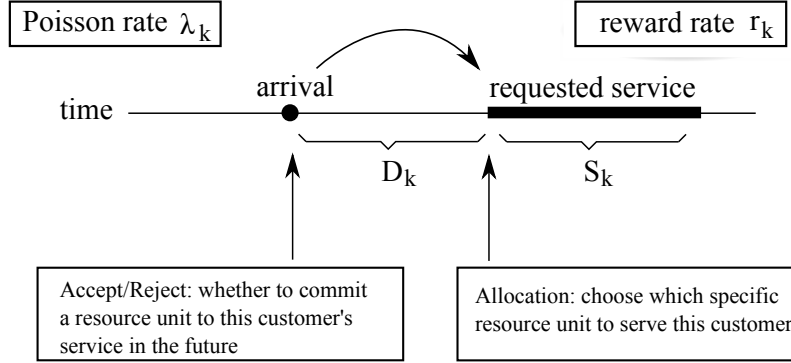 Poisson rate λk
reward rate rk
arrival
requested service
time
Dk
Sk
Accept/Reject: whether to commit
a resource unit to this customer's
service in the future
Allocation: choose which specific
resource unit to serve this customer